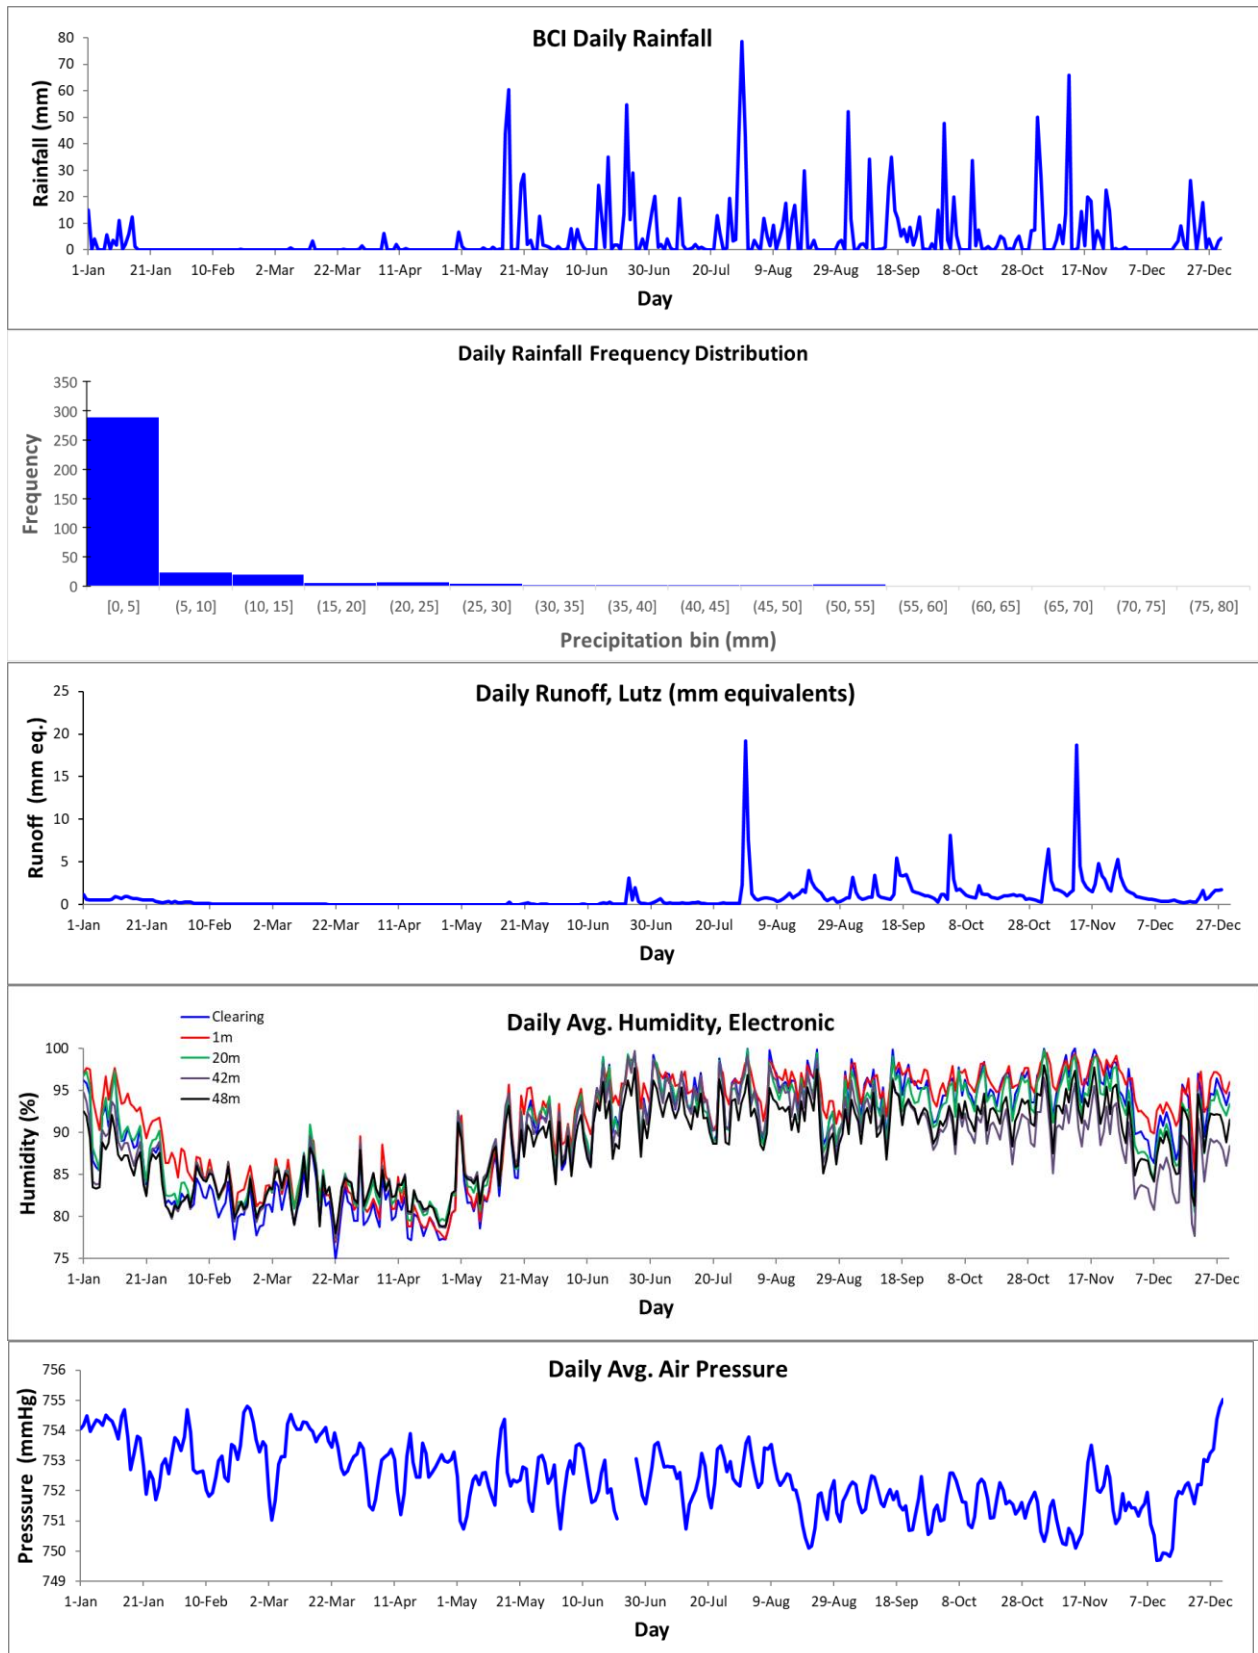 BCI Daily Rainfall
Rainfall (mm)
80
70
60
50
40
30
20
10
0
1-Jan 21-Jan 10-Feb 2-Mar 22-Mar 11-Apr 1-May 21-May 10-Jun 30-Jun 20-Jul 9-Aug 29-Aug 18-Sep 8-Oct 28-Oct 17-Nov 7-Dec 27-Dec
Day
Daily Rainfall Frequency Distribution
Frequency
350
300
250
200
150
100
50
0
[0, 5] (5, 10] (10, 15] (15, 20] (20, 25] (25, 30] (30, 35] (35, 40] (40, 45] (45, 50] (50, 55] (55, 60] (60, 65] (65, 70] (70, 75] (75, 80]
Precipitation bin (mm)
Daily Runoff, Lutz (mm equivalents)
Runoff (mm eq.)
25
20
15
10
5
0
1-Jan 21-Jan 10-Feb 2-Mar 22-Mar 11-Apr 1-May 21-May 10-Jun 30-Jun 20-Jul 9-Aug 29-Aug 18-Sep 8-Oct 28-Oct 17-Nov 7-Dec 27-Dec
Day
Daily Avg. Humidity, Electronic
Clearing
1m
20m
42m
48m
Humidity (%)
100
95
90
85
80
75
1-Jan 21-Jan 10-Feb 2-Mar 22-Mar 11-Apr 1-May 21-May 10-Jun 30-Jun 20-Jul 9-Aug 29-Aug 18-Sep 8-Oct 28-Oct 17-Nov 7-Dec 27-Dec
Day
Daily Avg. Air Pressure
Presssure (mmHg)
756
755
754
753
752
751
750
749
1-Jan 21-Jan 10-Feb 2-Mar 22-Mar 11-Apr 1-May 21-May 10-Jun 30-Jun 20-Jul 9-Aug 29-Aug 18-Sep 8-Oct 28-Oct 17-Nov 7-Dec 27-Dec
Day